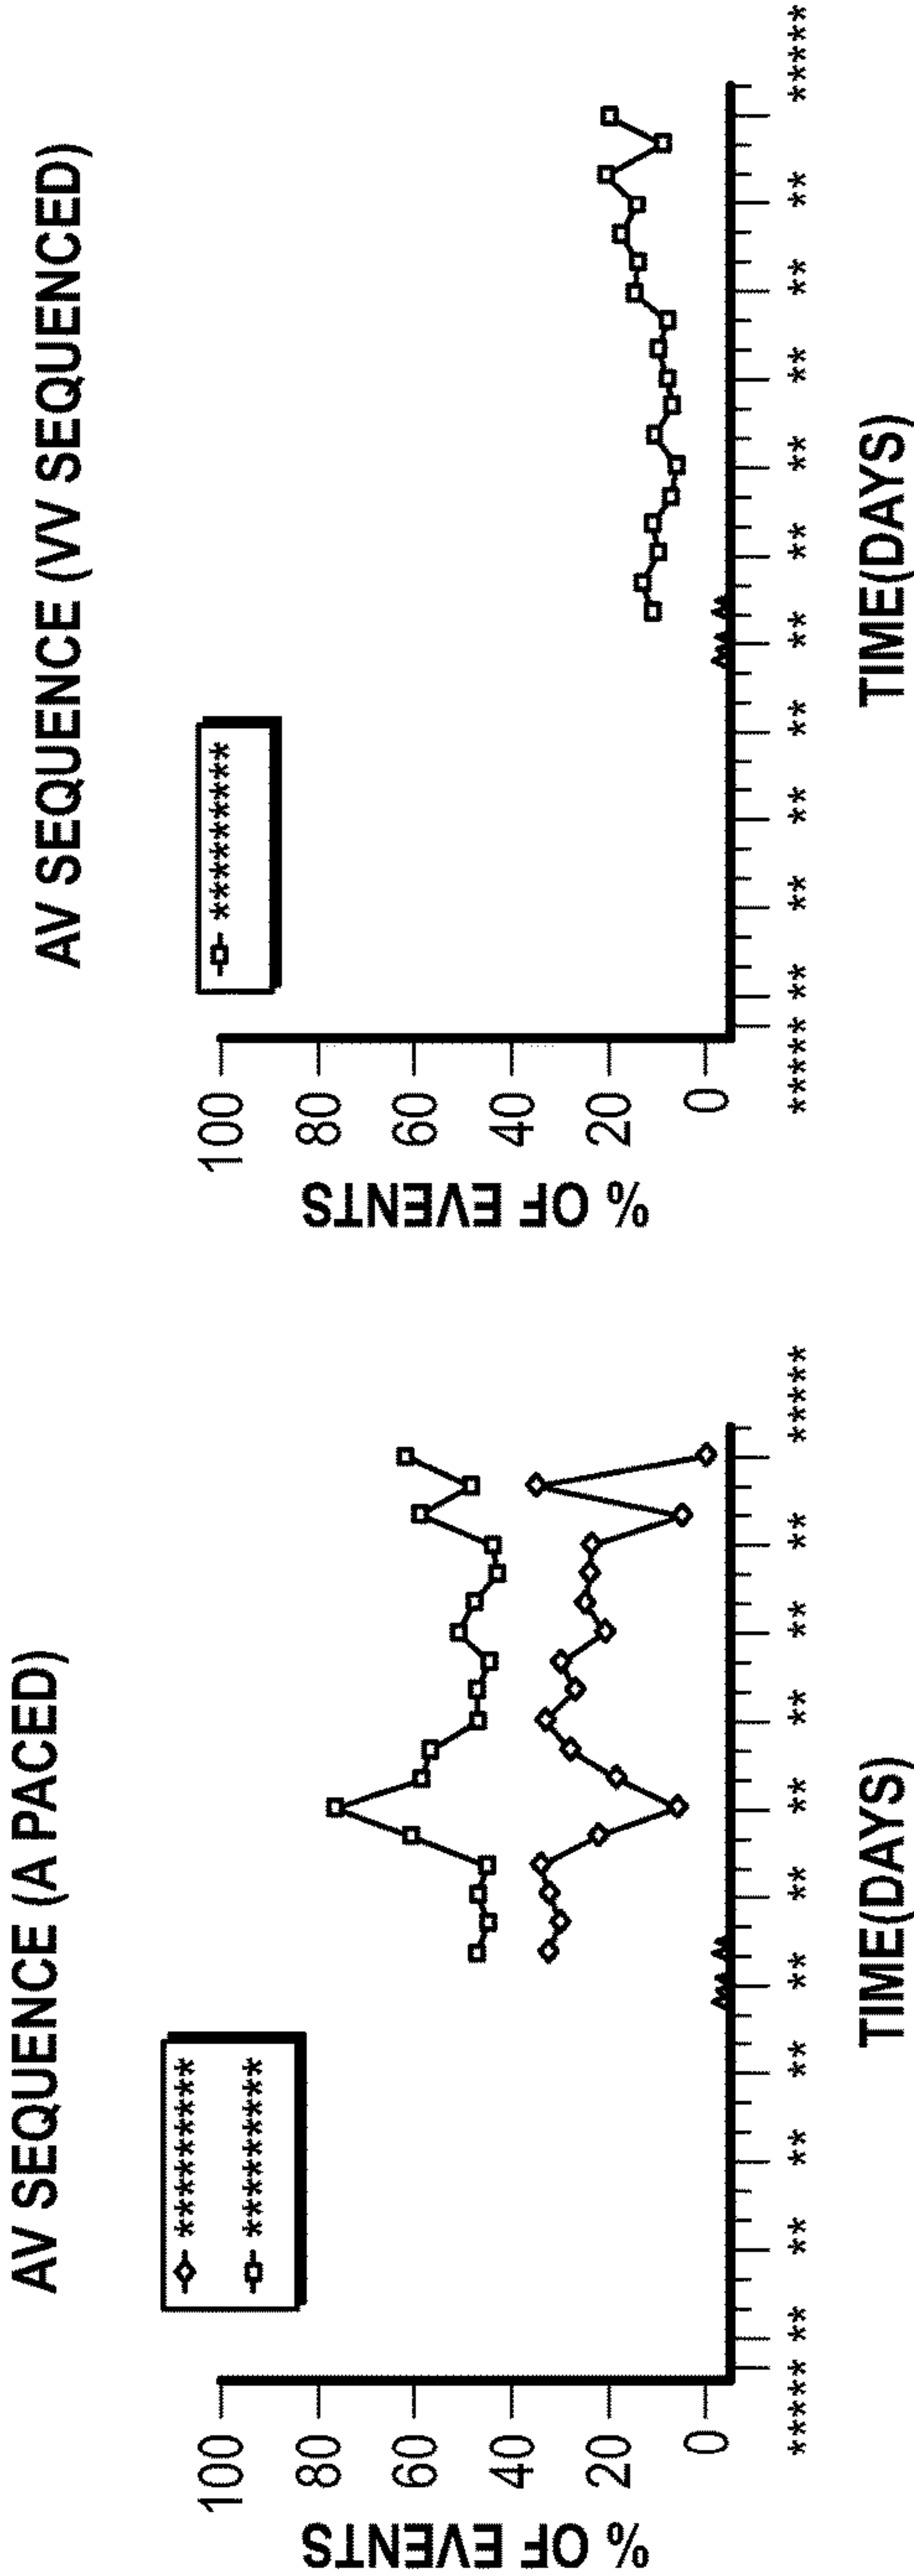 AV SEQUENCE (A PACED)
*********
*********
% OF EVENTS
100
80
60
40
20
0
***** ** ** ** ** ** ** ** ** ** ** *****
TIME(DAYS)
AV SEQUENCE (VV SEQUENCED)
*********
% OF EVENTS
100
80
60
40
20
0
***** ** ** ** ** ** ** ** ** ** ** *****
TIME(DAYS)